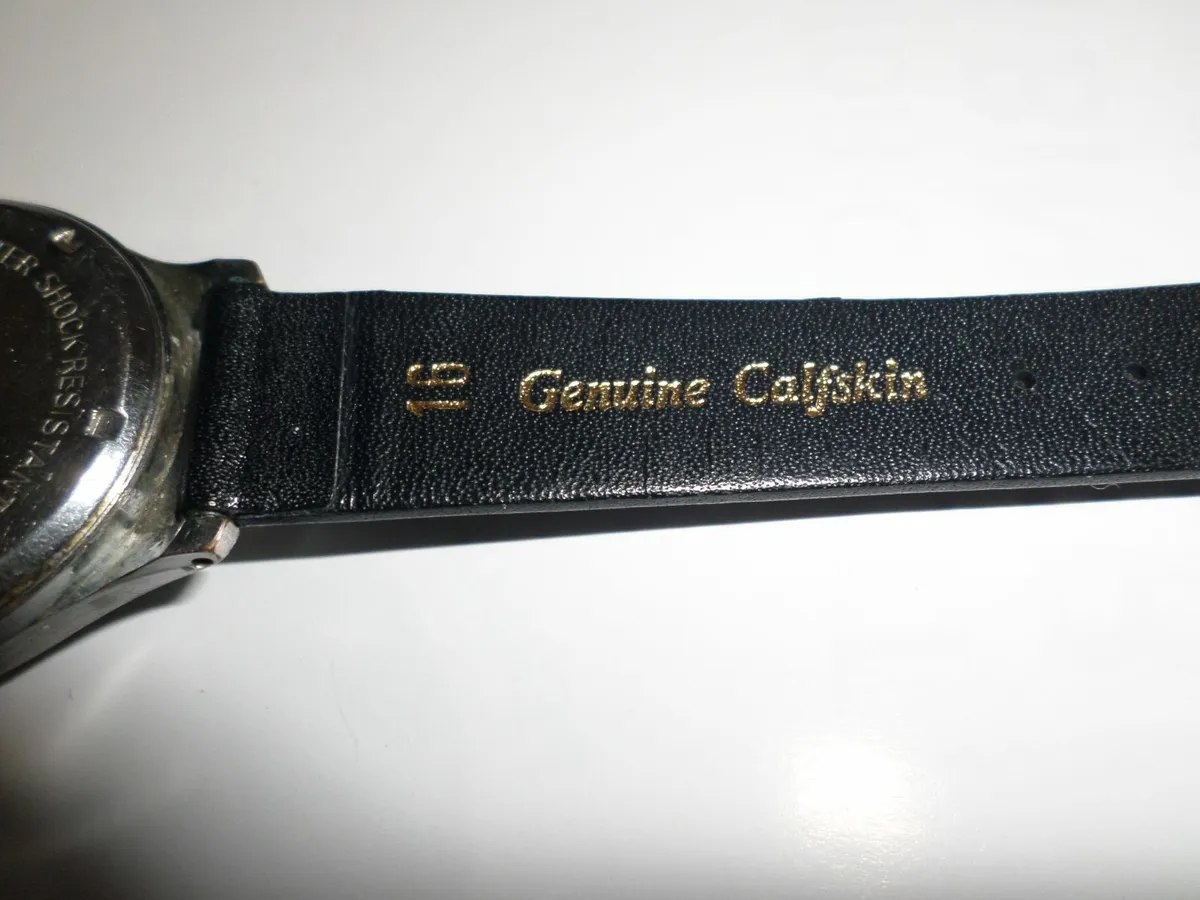 SHOCK RESISTANT
16
Genuine Calfskin